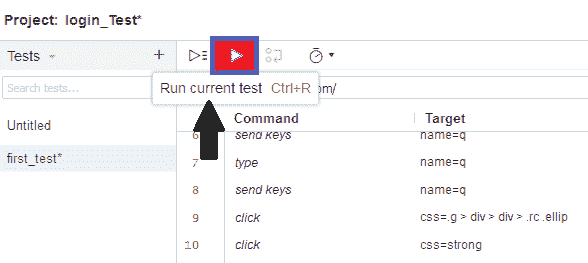 Project: login_Test*
Tests
Search tests...
Run current test Ctrl+R
om/
Untitled
first_test*
Command Target
6 send keys name=q
7 type name=q
8 send keys name=q
9 click css=.g > div > div > .rc .ellip
10 click css=strong